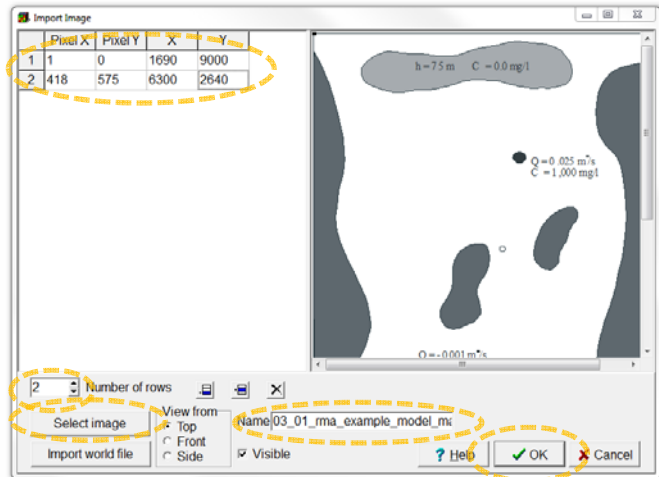 Import Image
Pixel X Pixel Y X Y
1 1 0 1690 9000
2 418 575 6300 2640
h = 75 m C = 0.0 mg/l
Q = 0.025 m³/s
C = 1,000 mg/l
Q = -0.001 m³/s
2 Number of rows
Select image
Import world file
View from
Top
Front
Side
Name 03_01_rma_example_model_ma
Visible
? Help
OK
Cancel